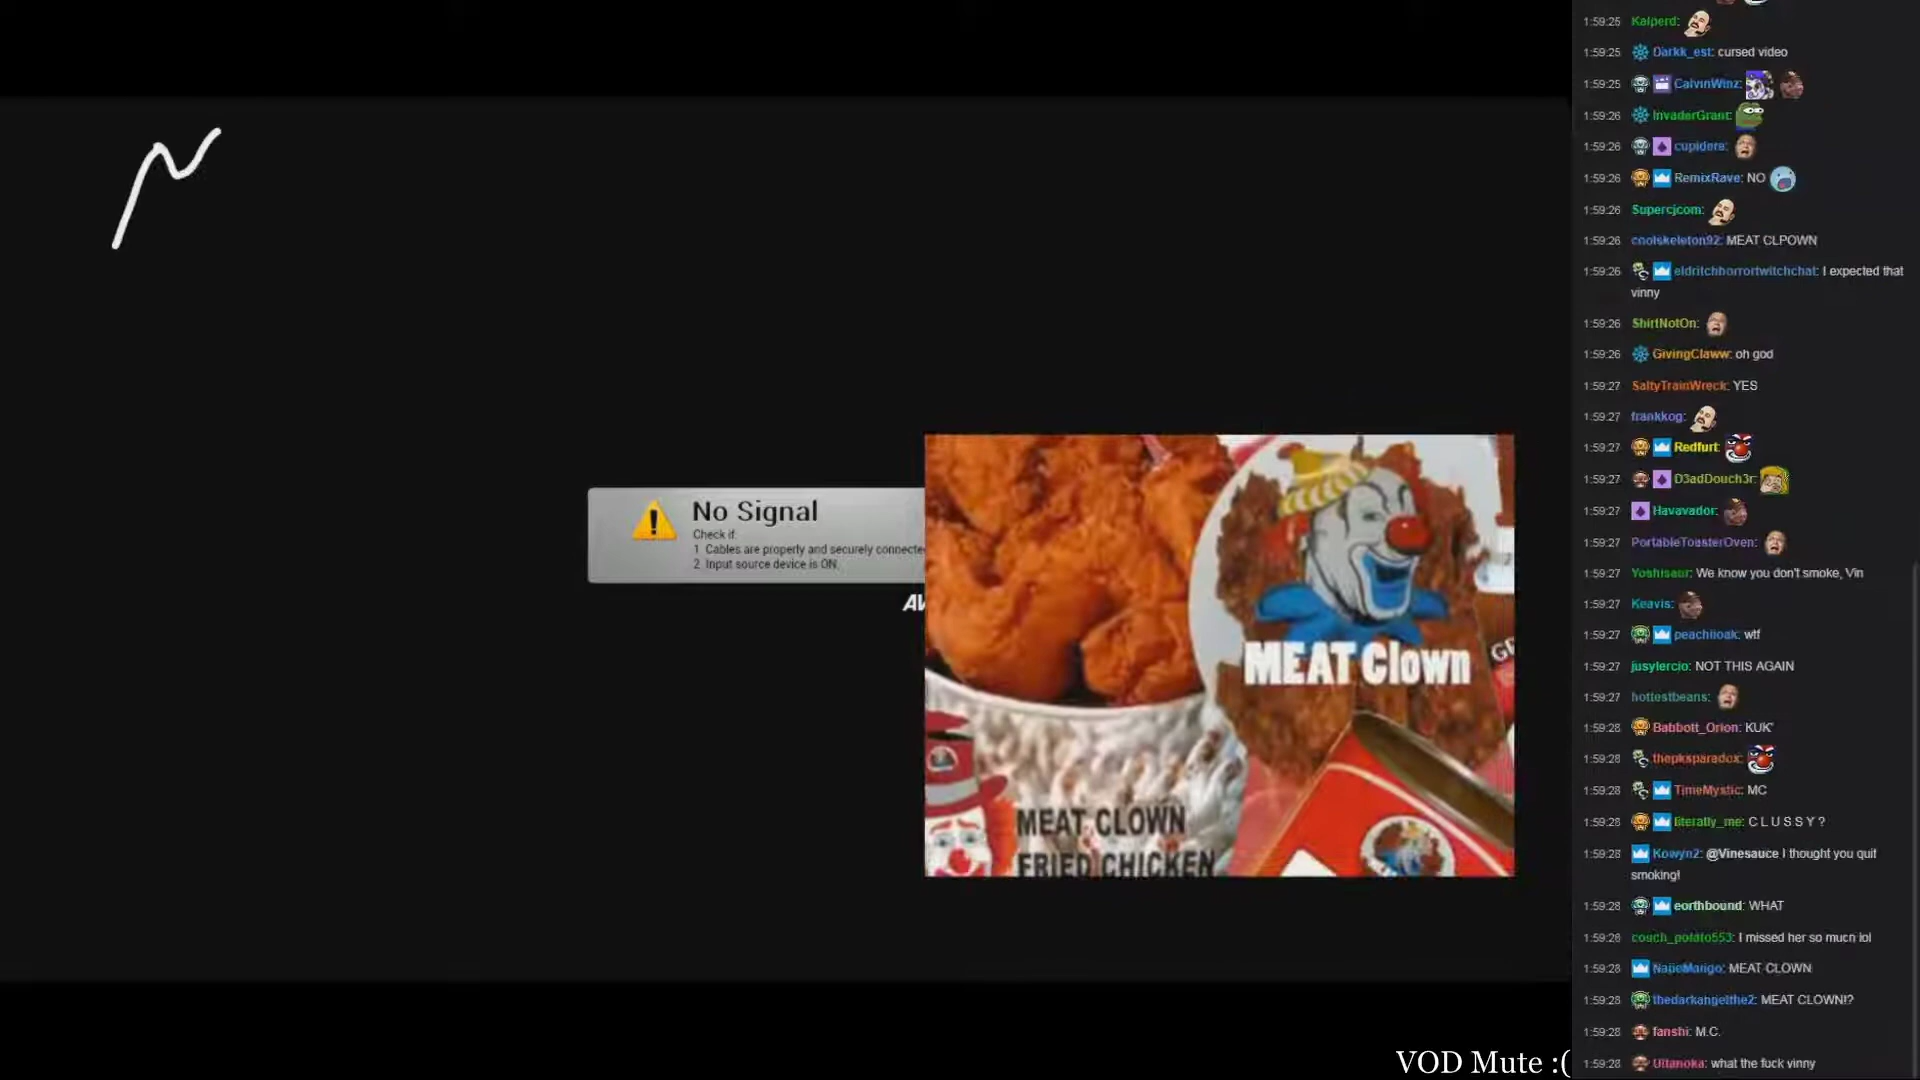 No Signal
Check if:
1 Cables are properly and securely connecte
2 Input source device is ON.
AV
MEAT Clown
MEAT CLOWN
FRIED CHICKEN
1:59:25 Kalperd:
1:59:25 Darkk_est: cursed video
1:59:25 CalvinWinz:
1:59:26 InvaderGrant:
1:59:26 cupidere:
1:59:26 RemixRave: NO
1:59:26 Supercjcom:
1:59:26 coolskeleton92: MEAT CLPOWN
1:59:26 eldritchhorrortwitchchat: I expected that
vinny
1:59:26 ShirtNotOn:
1:59:26 GivingClaww: oh god
1:59:27 SaltyTrainWreck: YES
1:59:27 frankkog:
1:59:27 Redfurt:
1:59:27 D3adDouch3r:
1:59:27 Havavador:
1:59:27 PortableToasterOven:
1:59:27 Yoshisaur: We know you don't smoke, Vin
1:59:27 Keavis:
1:59:27 peachiioak: wtf
1:59:27 jusylercio: NOT THIS AGAIN
1:59:27 hottestbeans:
1:59:28 Babbott_Orion: KUK'
1:59:28 thepksparadox:
1:59:28 TimeMystic: MC
1:59:28 literally_me: C L U S S Y ?
1:59:28 Kowyn2: @Vinesauce I thought you quit
smoking!
1:59:28 eorthbound: WHAT
1:59:28 couch_potato553: I missed her so much lol
1:59:28 MEAT CLOWN
1:59:28 thedarkangelthe2: MEAT CLOWN!?
1:59:28 fanshi: M.C.
1:59:28 Uttanoka: what the fuck vinny
VOD Mute :(